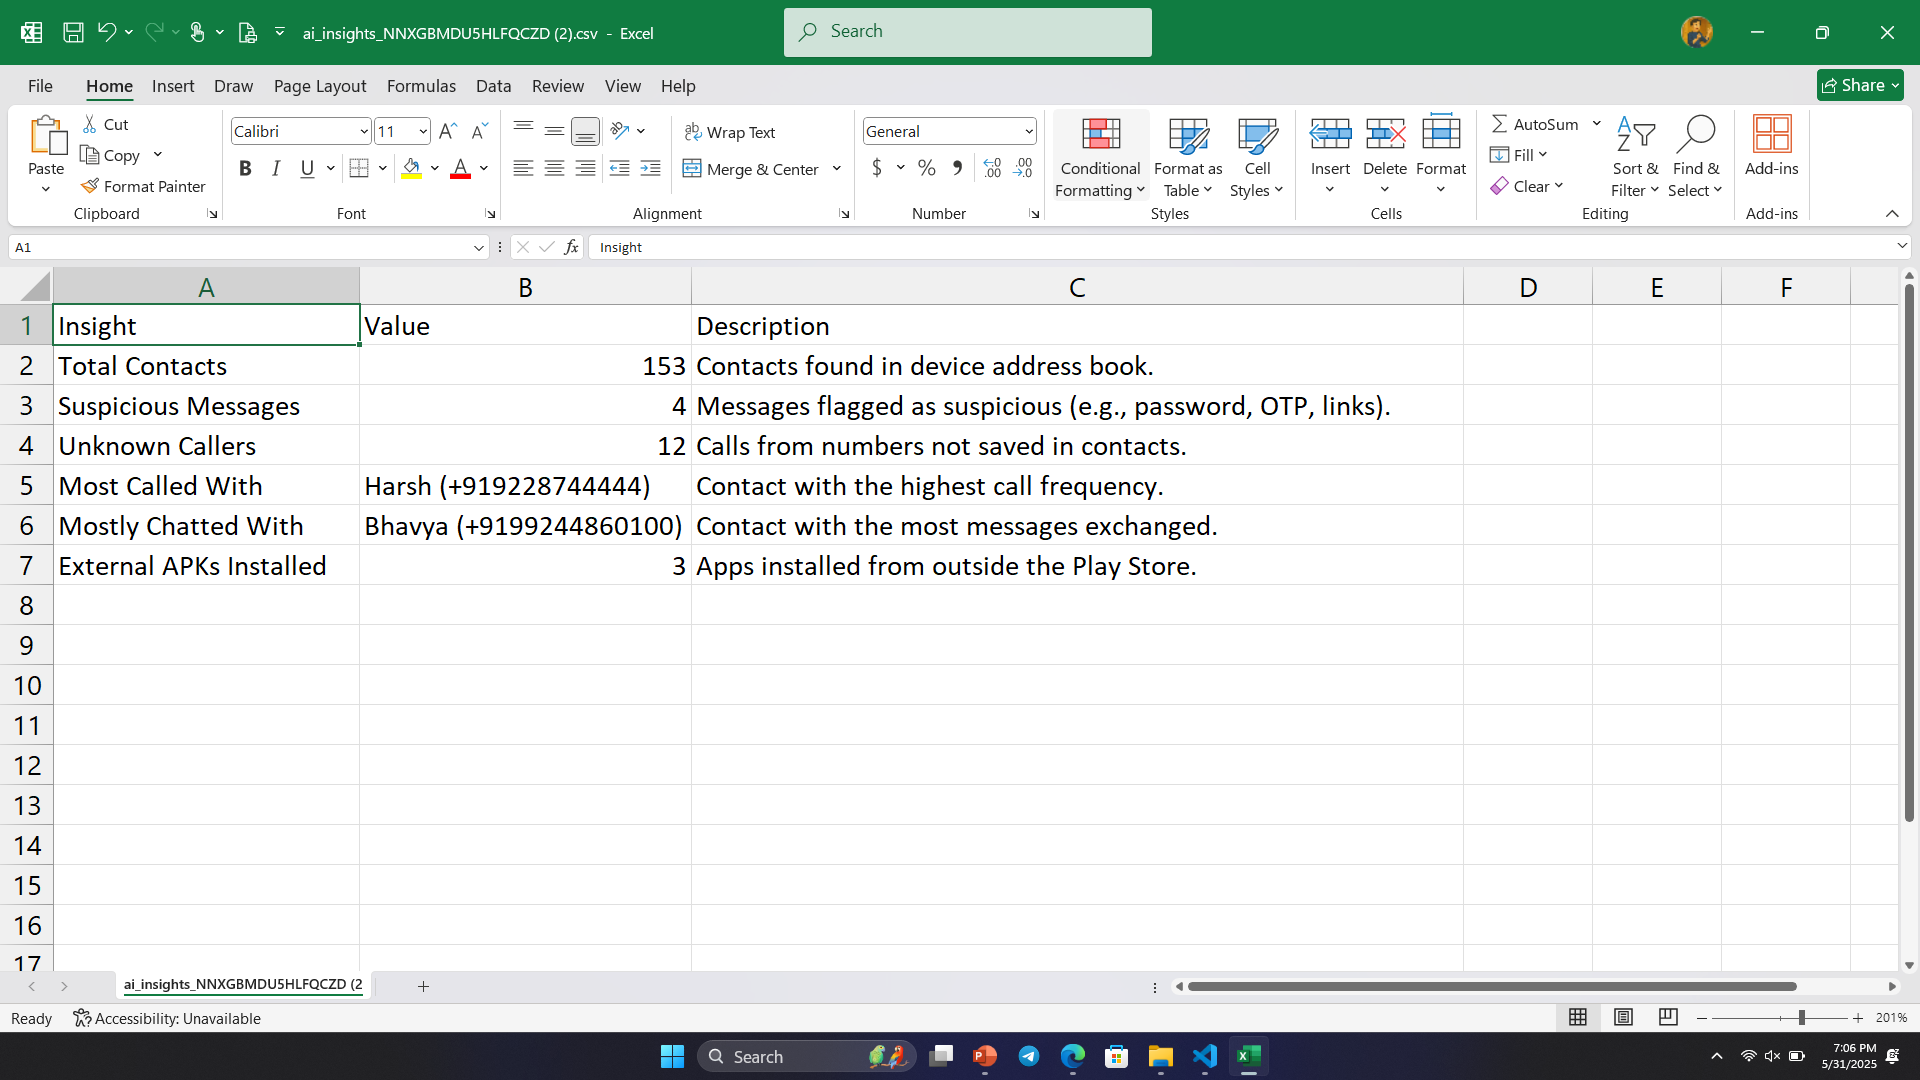 ai_insights_NNXGBMDU5HLFQCZD (2).csv - Excel
Search
File Home Insert Draw Page Layout Formulas Data Review View Help
Share
Paste
Cut
Copy
Format Painter
Clipboard
Calibri 11
B I U A
Font
Wrap Text
Merge & Center
Alignment
General
$ % 9 .00 .00
Number
Conditional Formatting
Format as Table
Cell Styles
Styles
Insert Delete Format
Cells
AutoSum
Fill
Clear
Sort & Filter
Find & Select
Editing
Add-ins
Add-ins
A1 fx Insight
A B C D E F
1 Insight Value Description
2 Total Contacts 153 Contacts found in device address book.
3 Suspicious Messages 4 Messages flagged as suspicious (e.g., password, OTP, links).
4 Unknown Callers 12 Calls from numbers not saved in contacts.
5 Most Called With Harsh (+919228744444) Contact with the highest call frequency.
6 Mostly Chatted With Bhavya (+9199244860100) Contact with the most messages exchanged.
7 External APKs Installed 3 Apps installed from outside the Play Store.
8
9
10
11
12
13
14
15
16
17
ai_insights_NNXGBMDU5HLFQCZD (2
Ready Accessibility: Unavailable 201%
Search
7:06 PM
5/31/2025